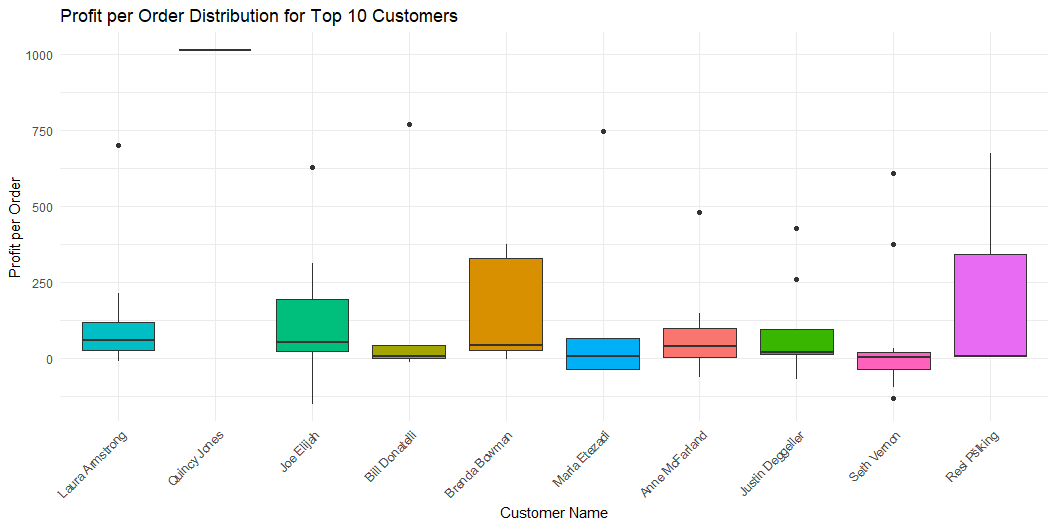 Profit per Order Distribution for Top 10 Customers
Profit per Order
1000
750
500
250
0
Laura Armstrong
Quincy Jones
Joe Elijah
Bill Donatelli
Brenda Bowman
Maria Etezadi
Anne McFarland
Justin Deggeller
Seth Vernon
Resi
Customer Name